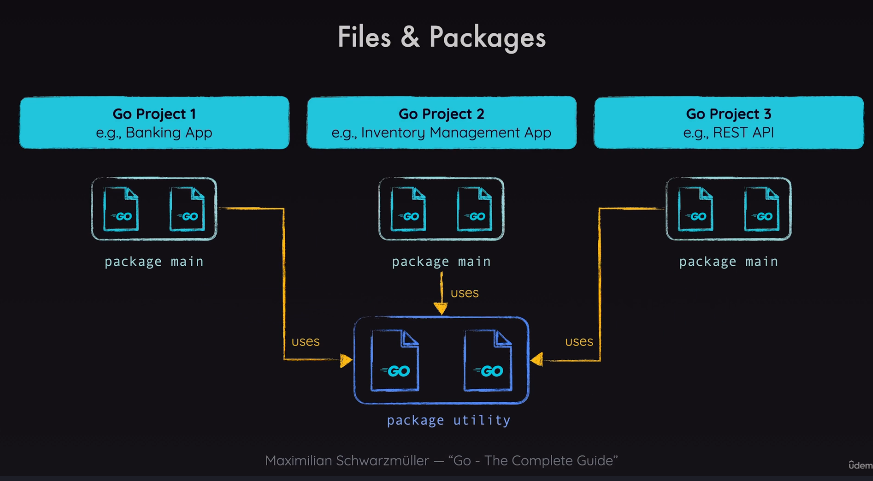 Files & Packages
Go Project 1
e.g., Banking App
Go Project 2
e.g., Inventory Management App
Go Project 3
e.g., REST API
GO GO
GO GO
GO GO
package main
package main
package main
uses
uses
uses
GO GO
package utility
Maximilian Schwarzmüller — “Go - The Complete Guide”
ûdem